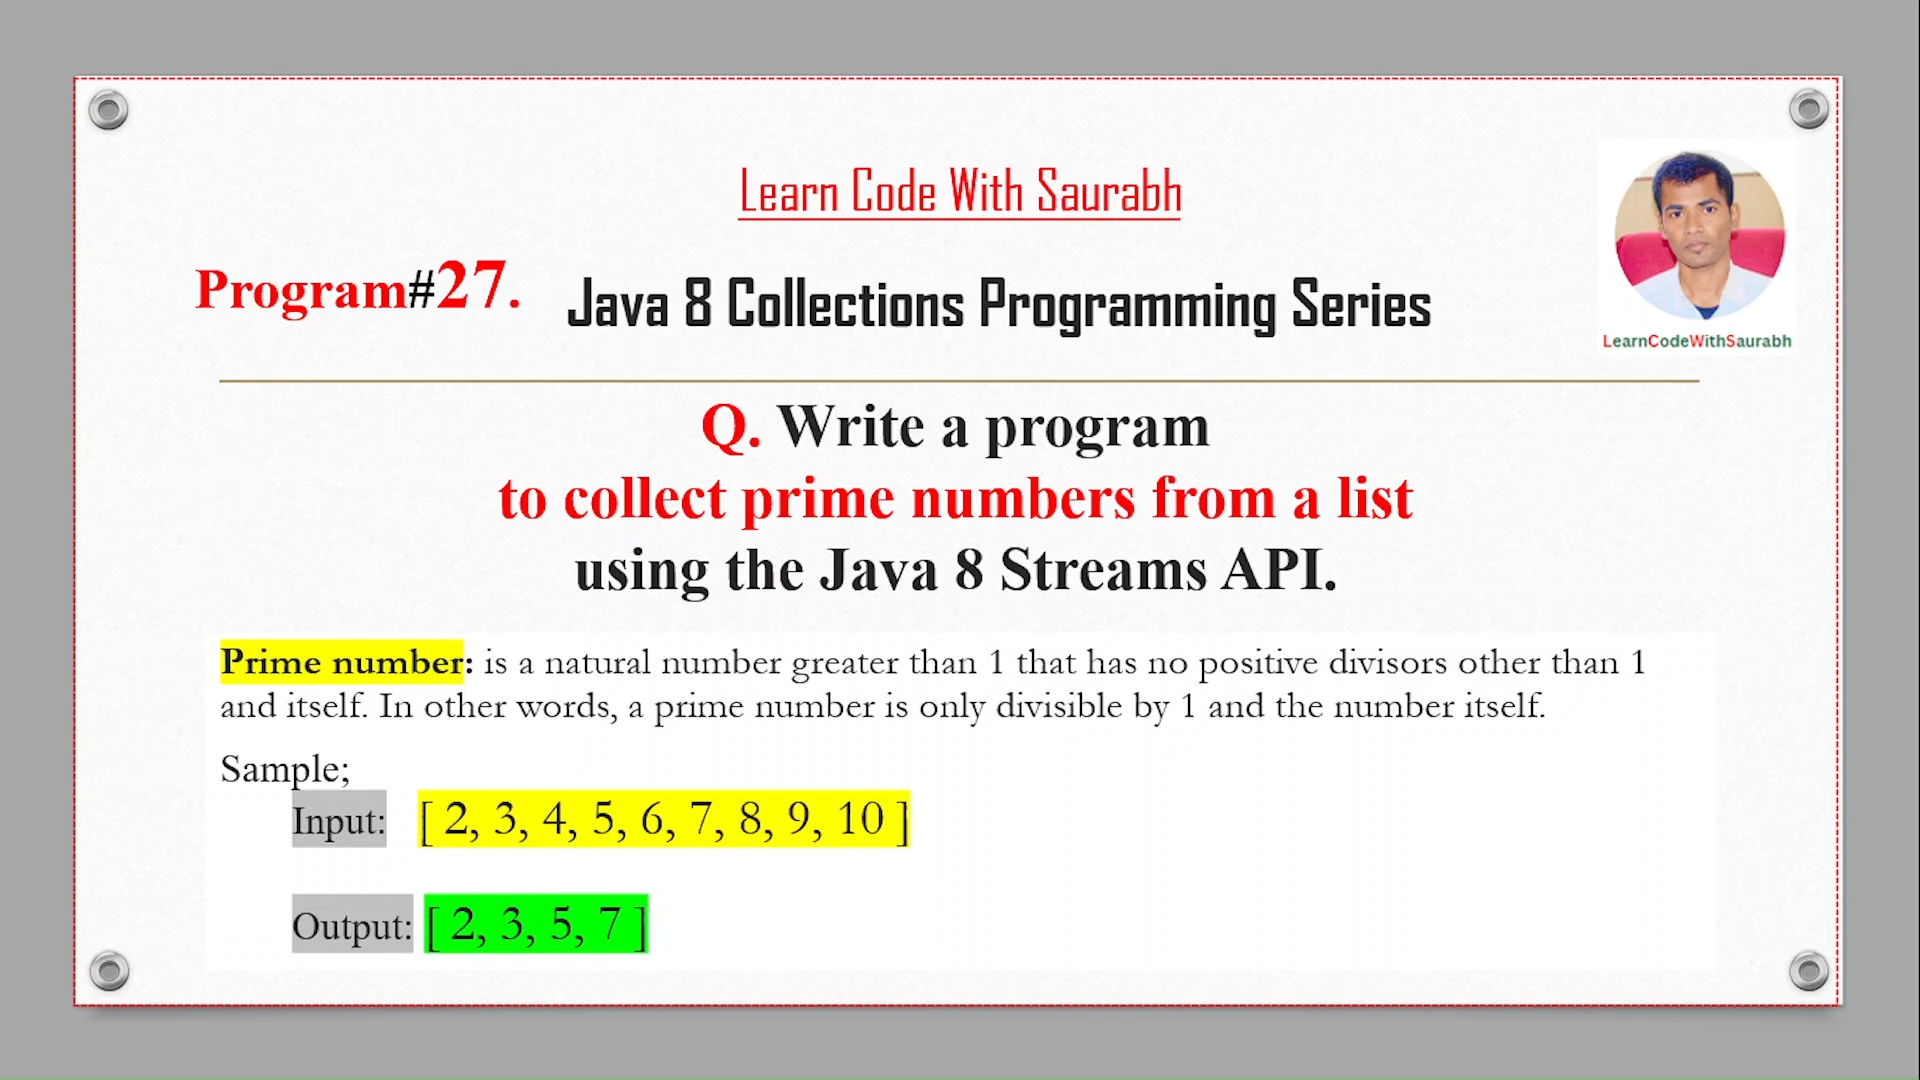 Learn Code With Saurabh
Program#27. Java 8 Collections Programming Series
LearnCodeWithSaurabh
Q. Write a program
to collect prime numbers from a list
using the Java 8 Streams API.
Prime number: is a natural number greater than 1 that has no positive divisors other than 1
and itself. In other words, a prime number is only divisible by 1 and the number itself.
Sample;
Input: [ 2, 3, 4, 5, 6, 7, 8, 9, 10 ]
Output: [ 2, 3, 5, 7 ]